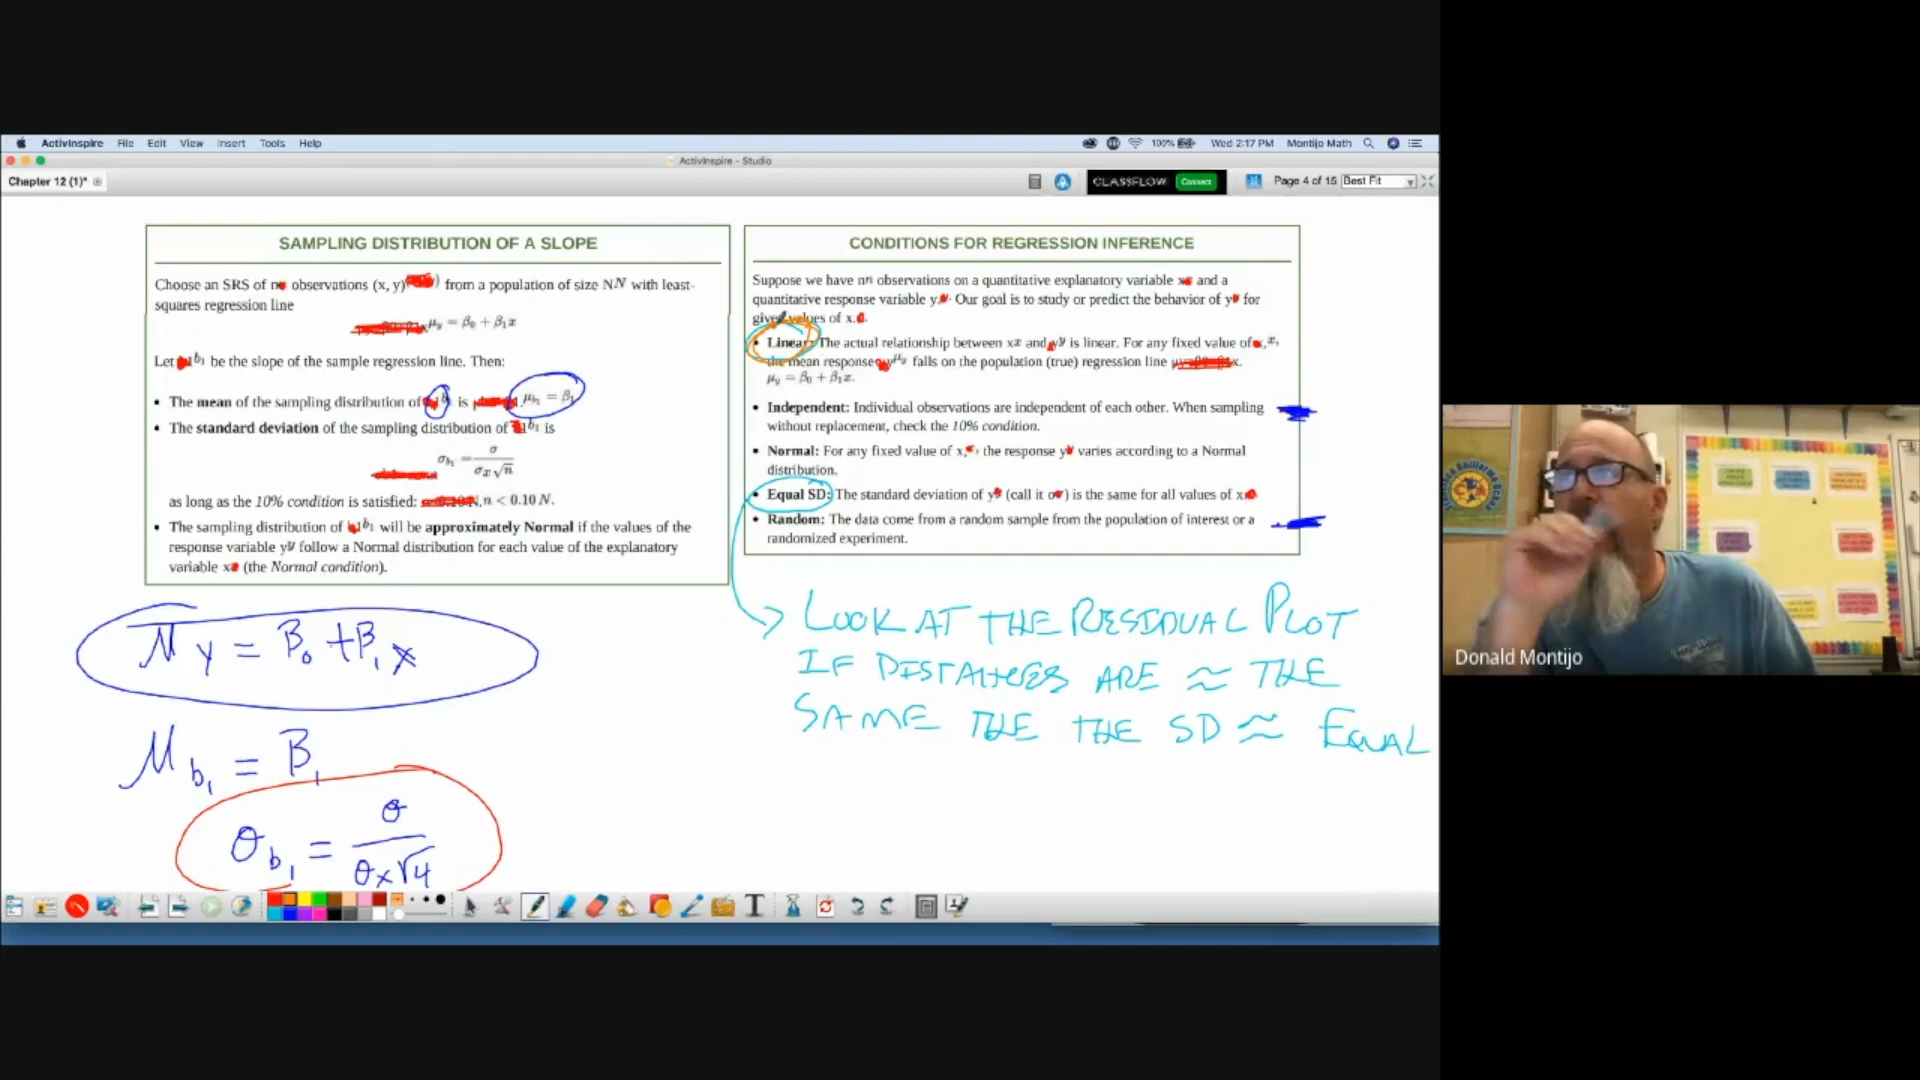 ActivInspire File Edit View Insert Tools Help
100% Wed 2:17 PM Montijo Math
ActivInspire - Studio
Chapter 12 (1)*
CLASSFLOW Connect
Page 4 of 15 Best Fit
SAMPLING DISTRIBUTION OF A SLOPE
Choose an SRS of n observations (x, y) from a population of size NN with least-
squares regression line
μy = β0 + β1x
Let b1 be the slope of the sample regression line. Then:
• The mean of the sampling distribution of b1 is μb1 = β1
• The standard deviation of the sampling distribution of 1b1 is
σb1 = σ / σx√n
as long as the 10% condition is satisfied: n < 0.10 N.
• The sampling distribution of 1b1 will be approximately Normal if the values of the
response variable yy follow a Normal distribution for each value of the explanatory
variable x (the Normal condition).
CONDITIONS FOR REGRESSION INFERENCE
Suppose we have nn observations on a quantitative explanatory variable x and a
quantitative response variable y. Our goal is to study or predict the behavior of y for
given values of x.
• Linear: The actual relationship between xx and y is linear. For any fixed value of x,
the mean response μy falls on the population (true) regression line x.
μy = β0 + β1x.
• Independent: Individual observations are independent of each other. When sampling
without replacement, check the 10% condition.
• Normal: For any fixed value of x, the response y varies according to a Normal
distribution.
• Equal SD: The standard deviation of y (call it σ) is the same for all values of x
• Random: The data come from a random sample from the population of interest or a
randomized experiment.
μy = β0 + β1x
μb1 = β1
σb1 = σ / σx√4
LOOK AT THE RESIDUAL PLOT
IF DISTANCES ARE ≈ THE
SAME THE THE SD ≈ EQUAL
T
Donald Montijo